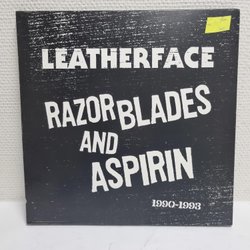 LEATHERFACE
RAZOR BLADES
AND
ASPIRIN
1990-1993